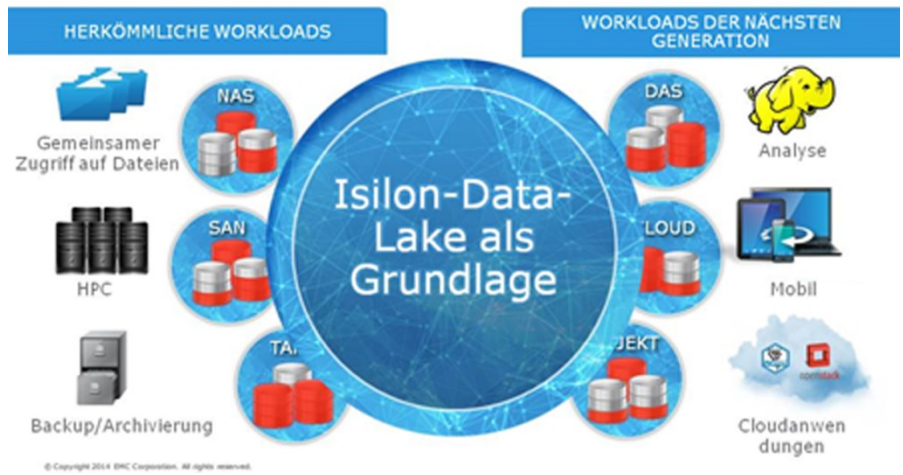 HERKÖMMLICHE WORKLOADS
WORKLOADS DER NÄCHSTEN
GENERATION
NAS
Gemeinsamer
Zugriff auf Dateien
SAN
HPC
Backup/Archivierung
Isilon-Data-
Lake als
Grundlage
DAS
Analyse
LOUD
Mobil
JEKT
openstack
Cloudanwen
dungen
© Copyright 2014 EMC Corporation. All rights reserved.